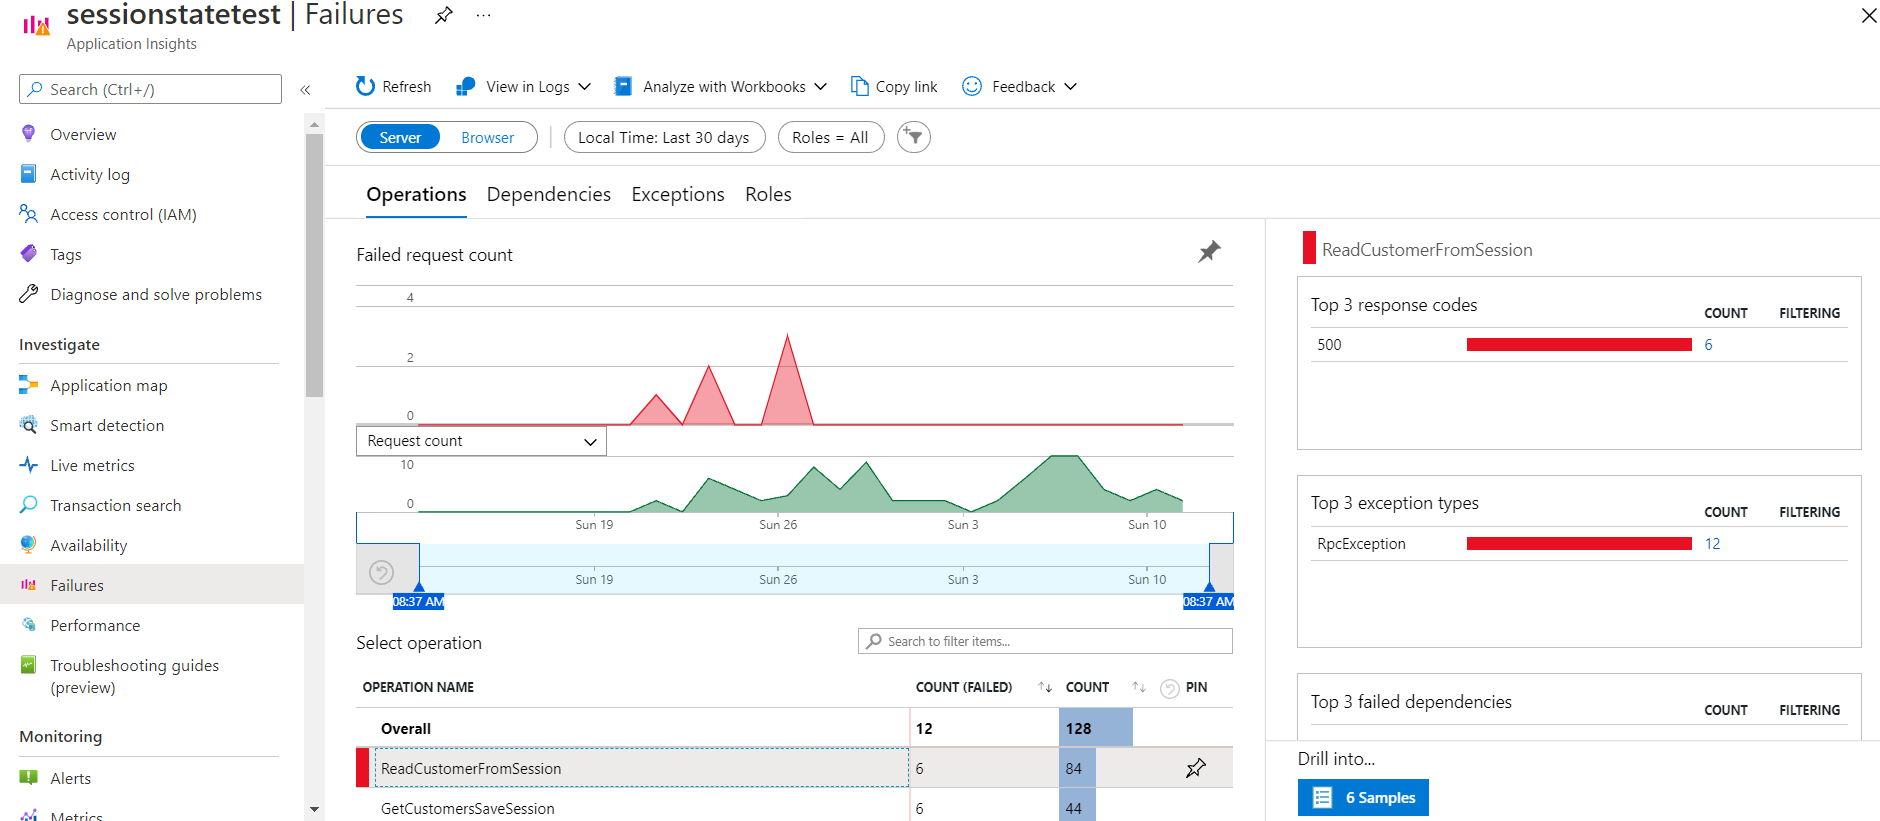 sessionstatetest | Failures
...
Application Insights
Search (Ctrl+/)
«
Overview
Activity log
Access control (IAM)
Tags
Diagnose and solve problems
Investigate
Application map
Smart detection
Live metrics
Transaction search
Availability
Failures
Performance
Troubleshooting guides
(preview)
Monitoring
Alerts
Metrics
Refresh
View in Logs
Analyze with Workbooks
Copy link
Feedback
Server
Browser
Local Time: Last 30 days
Roles = All
Operations
Dependencies
Exceptions
Roles
Failed request count
4
2
0
Request count
10
0
Sun 19
Sun 26
Sun 3
Sun 10
Sun 19
Sun 26
Sun 3
Sun 10
08:37 AM
08:37 AM
Select operation
Search to filter items...
OPERATION NAME
COUNT (FAILED)
COUNT
PIN
Overall
12
128
ReadCustomerFromSession
6
84
GetCustomersSaveSession
6
44
ReadCustomerFromSession
Top 3 response codes
COUNT
FILTERING
500
6
Top 3 exception types
COUNT
FILTERING
RpcException
12
Top 3 failed dependencies
COUNT
FILTERING
Drill into...
6 Samples